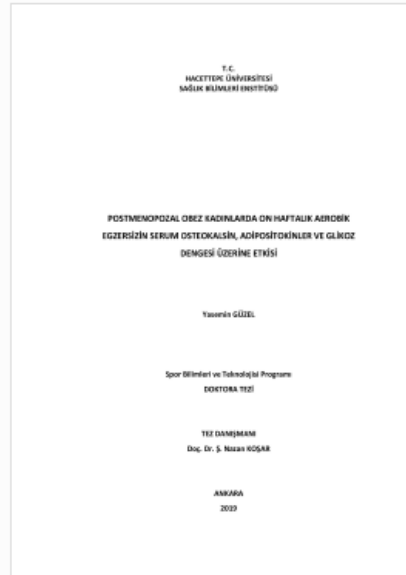 T.C.
HACETTEPE ÜNİVERSİTESİ
SAĞLIK BİLİMLERİ ENSTİTÜSÜ
POSTMENOPOZAL OBEZ KADINLARDA ON HAFTALIK AEROBİK
EGZERSİZİN SERUM OSTEOKALSİN, ADİPOSİTOKİNLER VE GLİKOZ
DENGESİ ÜZERİNE ETKİSİ
Yasemin GÜZEL
Spor Bilimleri ve Teknolojisi Programı
DOKTORA TEZİ
TEZ DANIŞMANI
Doç. Dr. Ş. Nazan KOŞAR
ANKARA
2019